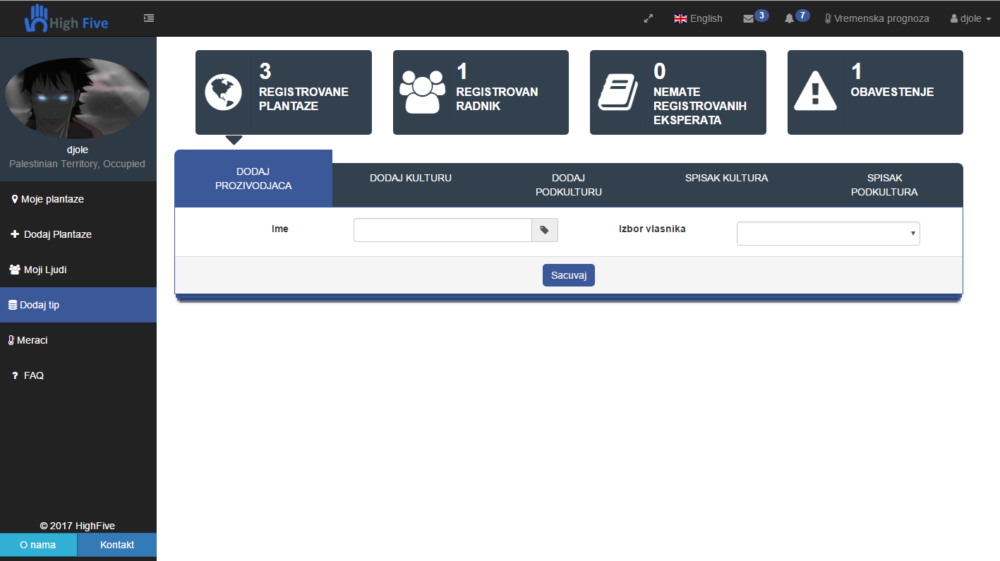 High Five
English
3
7
Vremenska prognoza
djole
djole
Palestinian Territory, Occupied
Moje plantaze
Dodaj Plantaze
Moji Ljudi
Dodaj tip
Meraci
FAQ
© 2017 HighFive
O nama
Kontakt
3
REGISTROVANE
PLANTAZE
1
REGISTROVAN
RADNIK
0
NEMATE
REGISTROVANIH
EKSPERATA
1
OBAVESTENJE
DODAJ
PROZIVODJACA
DODAJ KULTURU
DODAJ
PODKULTURU
SPISAK KULTURA
SPISAK
PODKULTURA
Ime
Izbor vlasnika
Sacuvaj